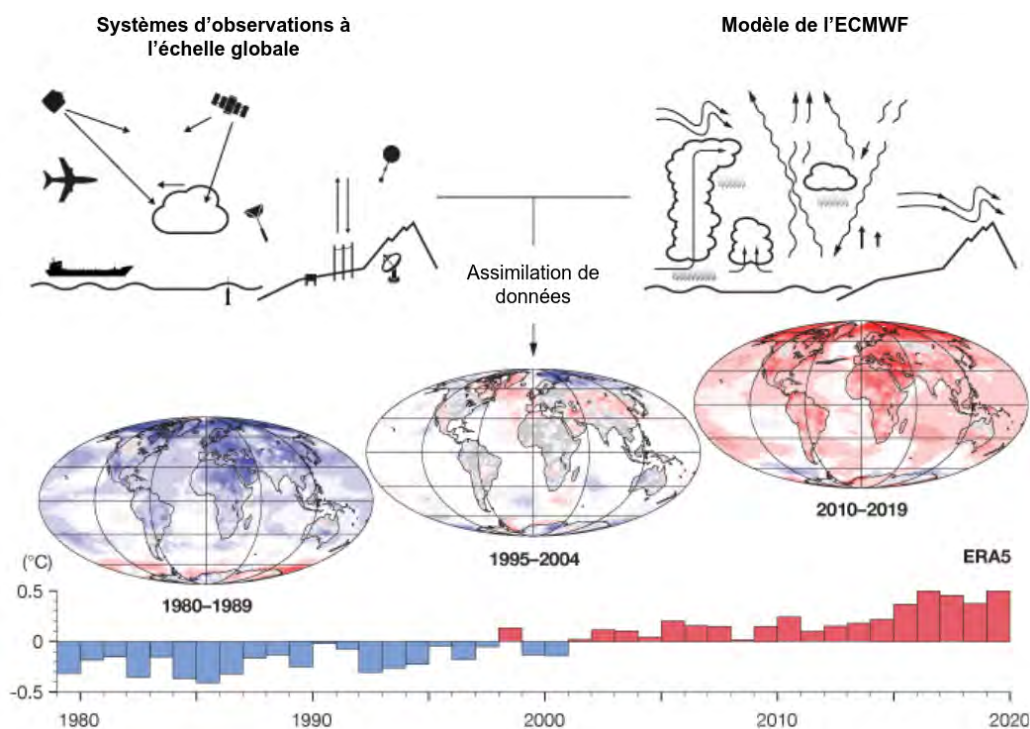 Systèmes d’observations à
l’échelle globale
Modèle de l’ECMWF
Assimilation de
données
2010–2019
1995–2004
1980–1989
ERA5
(°C)
0.5
0
-0.5
1980
1990
2000
2010
2020